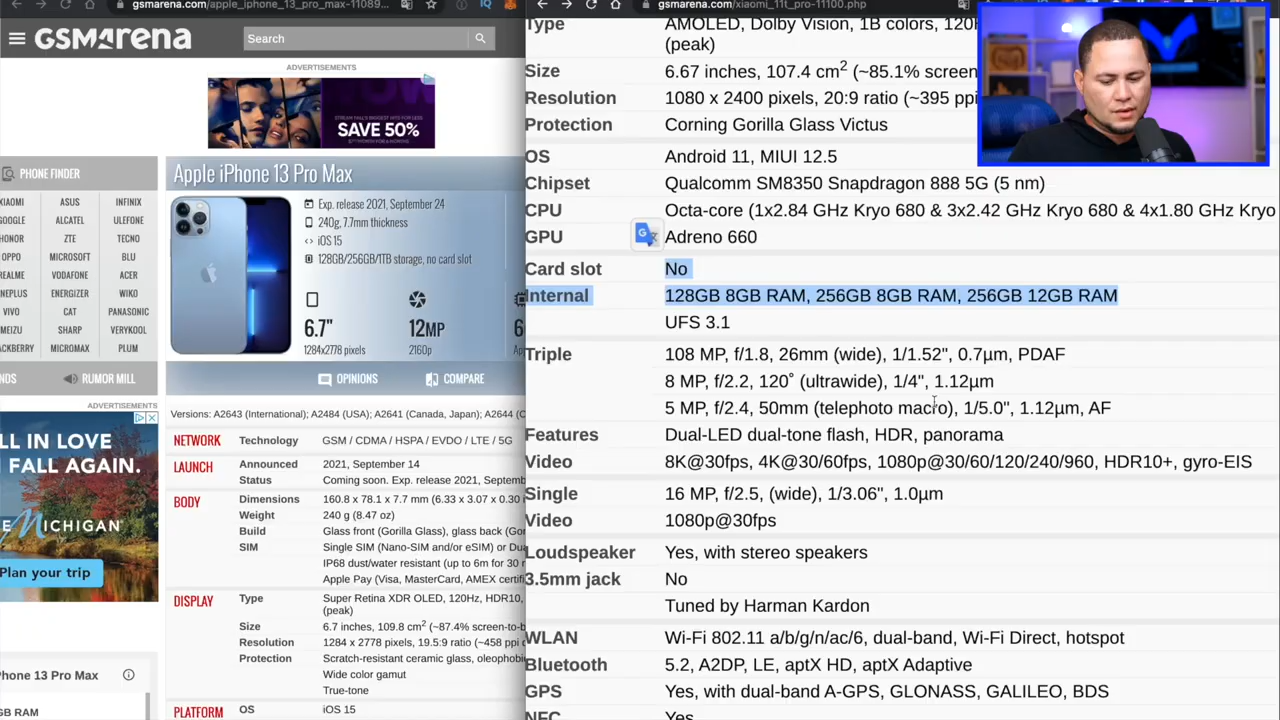 gsmarena.com/apple_iphone_13_pro_max-11089...
GSMArena
Search
ADVERTISEMENTS
SAVE 50%
PHONE FINDER
ASUS INFINIX
ALCATEL ULEFONE
ZTE TECNO
MICROSOFT BLU
VODAFONE ACER
ENERGIZER WIKO
VIVO CAT PANASONIC
SHARP VERYKOOL
MICROMAX PLUM
RUMOR MILL
ADVERTISEMENTS
LL IN LOVE
FALL AGAIN.
MICHIGAN
Plan your trip
Phone 13 Pro Max
GB RAM
Apple iPhone 13 Pro Max
Exp. release 2021, September 24
240g, 7.7mm thickness
iOS 15
128GB/256GB/1TB storage, no card slot
6.7"
1284x2778 pixels
12MP
2160p
6
OPINIONS COMPARE
Versions: A2643 (International); A2484 (USA); A2641 (Canada, Japan); A2644 (
NETWORK Technology GSM / CDMA / HSPA / EVDO / LTE / 5G
LAUNCH Announced 2021, September 14
Status Coming soon. Exp. release 2021, Septemb
BODY Dimensions 160.8 x 78.1 x 7.7 mm (6.33 x 3.07 x 0.30
Weight 240 g (8.47 oz)
Build Glass front (Gorilla Glass), glass back (Go
SIM Single SIM (Nano-SIM and/or eSIM) or Du
IP68 dust/water resistant (up to 6m for 30
Apple Pay (Visa, MasterCard, AMEX certifi
DISPLAY Type Super Retina XDR OLED, 120Hz, HDR10,
(peak)
Size 6.7 inches, 109.8 cm2 (~87.4% screen-to-b
Resolution 1284 x 2778 pixels, 19.5:9 ratio (~458 ppi
Protection Scratch-resistant ceramic glass, oleophobi
Wide color gamut
True-tone
PLATFORM OS iOS 15
gsmarena.com/xiaomi_11t_pro-11100.php
Type AMOLED, Dolby Vision, 1B colors, 120H
(peak)
Size 6.67 inches, 107.4 cm2 (~85.1% screen
Resolution 1080 x 2400 pixels, 20:9 ratio (~395 ppi
Protection Corning Gorilla Glass Victus
OS Android 11, MIUI 12.5
Chipset Qualcomm SM8350 Snapdragon 888 5G (5 nm)
CPU Octa-core (1x2.84 GHz Kryo 680 & 3x2.42 GHz Kryo 680 & 4x1.80 GHz Kryo
GPU Adreno 660
Card slot No
Internal 128GB 8GB RAM, 256GB 8GB RAM, 256GB 12GB RAM
UFS 3.1
Triple 108 MP, f/1.8, 26mm (wide), 1/1.52", 0.7µm, PDAF
8 MP, f/2.2, 120˚ (ultrawide), 1/4", 1.12µm
5 MP, f/2.4, 50mm (telephoto macro), 1/5.0", 1.12µm, AF
Features Dual-LED dual-tone flash, HDR, panorama
Video 8K@30fps, 4K@30/60fps, 1080p@30/60/120/240/960, HDR10+, gyro-EIS
Single 16 MP, f/2.5, (wide), 1/3.06", 1.0µm
Video 1080p@30fps
Loudspeaker Yes, with stereo speakers
3.5mm jack No
Tuned by Harman Kardon
WLAN Wi-Fi 802.11 a/b/g/n/ac/6, dual-band, Wi-Fi Direct, hotspot
Bluetooth 5.2, A2DP, LE, aptX HD, aptX Adaptive
GPS Yes, with dual-band A-GPS, GLONASS, GALILEO, BDS
NFC Yes